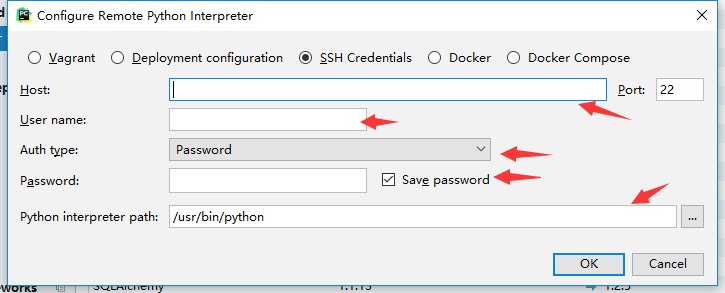 PC
Configure Remote Python Interpreter
Vagrant Deployment configuration SSH Credentials Docker Docker Compose
Host: Port: 22
User name:
Auth type: Password
Password: Save password
Python interpreter path: /usr/bin/python ...
OK Cancel
eworks SQLAlchemy 1.1.13 1.2.5